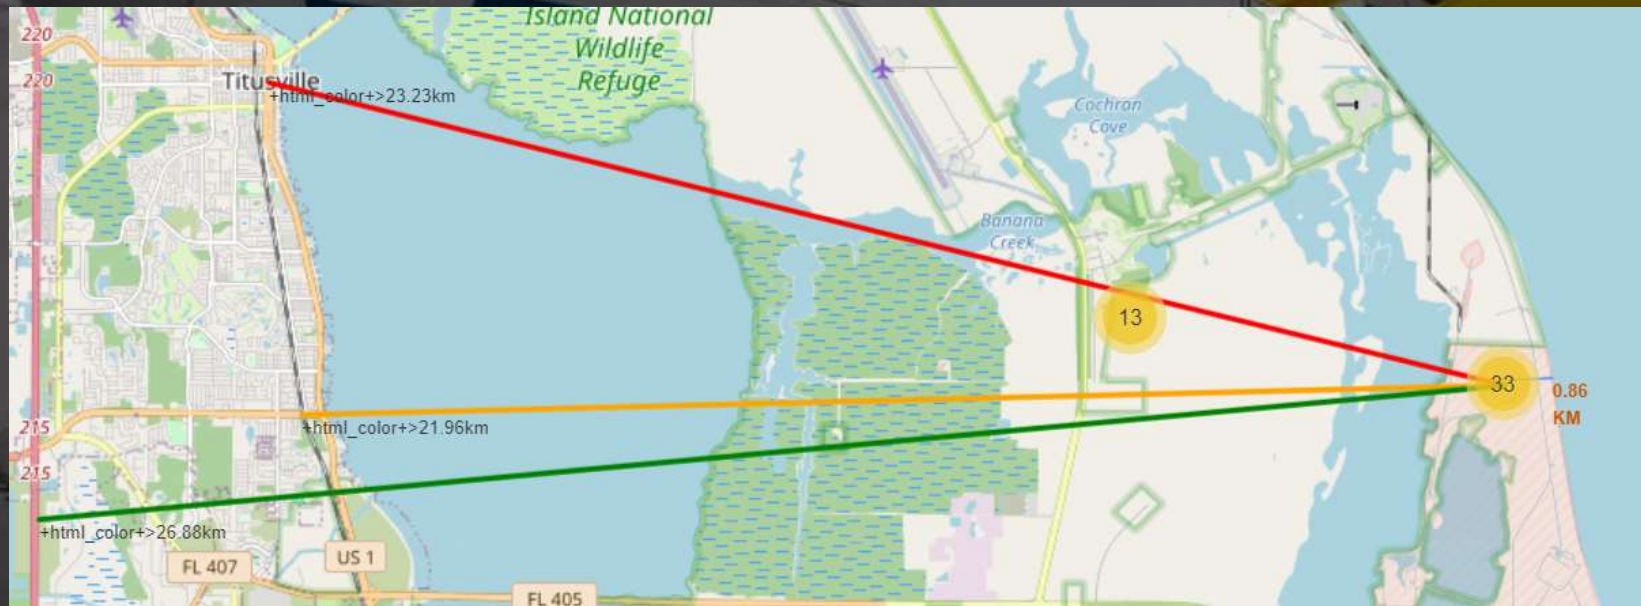 Island National
Wildlife
Refuge
220
220
Titusville
+html_color+>23.23km
Cochran
Cove
Banana
Creek
13
33
0.86
KM
+html_color+>21.96km
215
215
+html_color+>26.88km
FL 407
US 1
FL 405